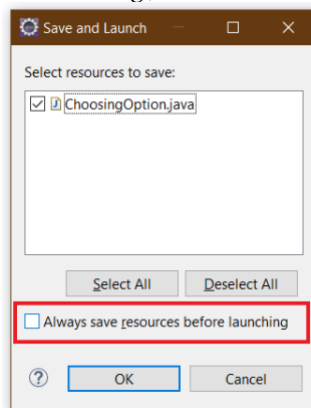 Save and Launch
Select resources to save:
ChoosingOption.java
Select All
Deselect All
Always save resources before launching
OK
Cancel